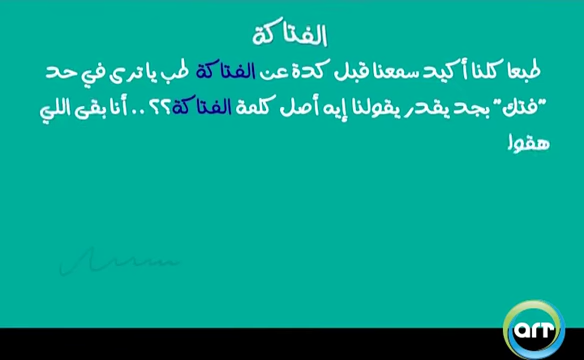 الفتاكة
طبعا كلنا أكيد سمعنا قبل كدة عن الفتاكة طب يا ترى في حد
"فتك" بجد يقدر يقولنا إيه أصل كلمة الفتاكة؟؟ .. أنا بقى اللي
هقول
art